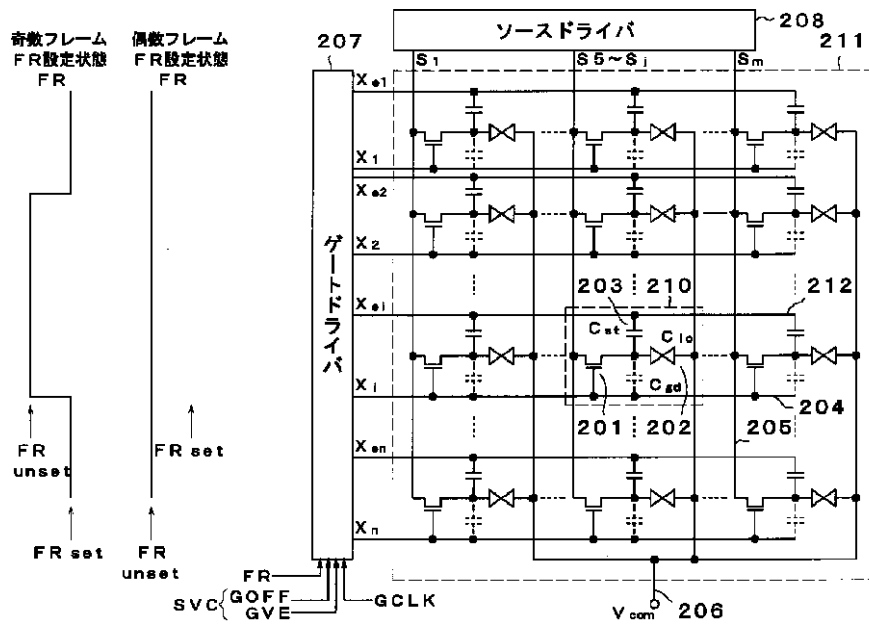 奇数フレーム
FR設定状態
FR
偶数フレーム
FR設定状態
FR
207
ソースドライバ
208
211
S1
S5〜Sj
Sm
Xe1
X1
Xe2
X2
ゲートドライバ
203
210
212
Xei
Cst
Clc
Cgd
Xi
204
201
202
205
FR
unset
FR set
Xen
Xn
FR set
FR
unset
FR
SVC
GOFF
GVE
GCLK
Vcom
206